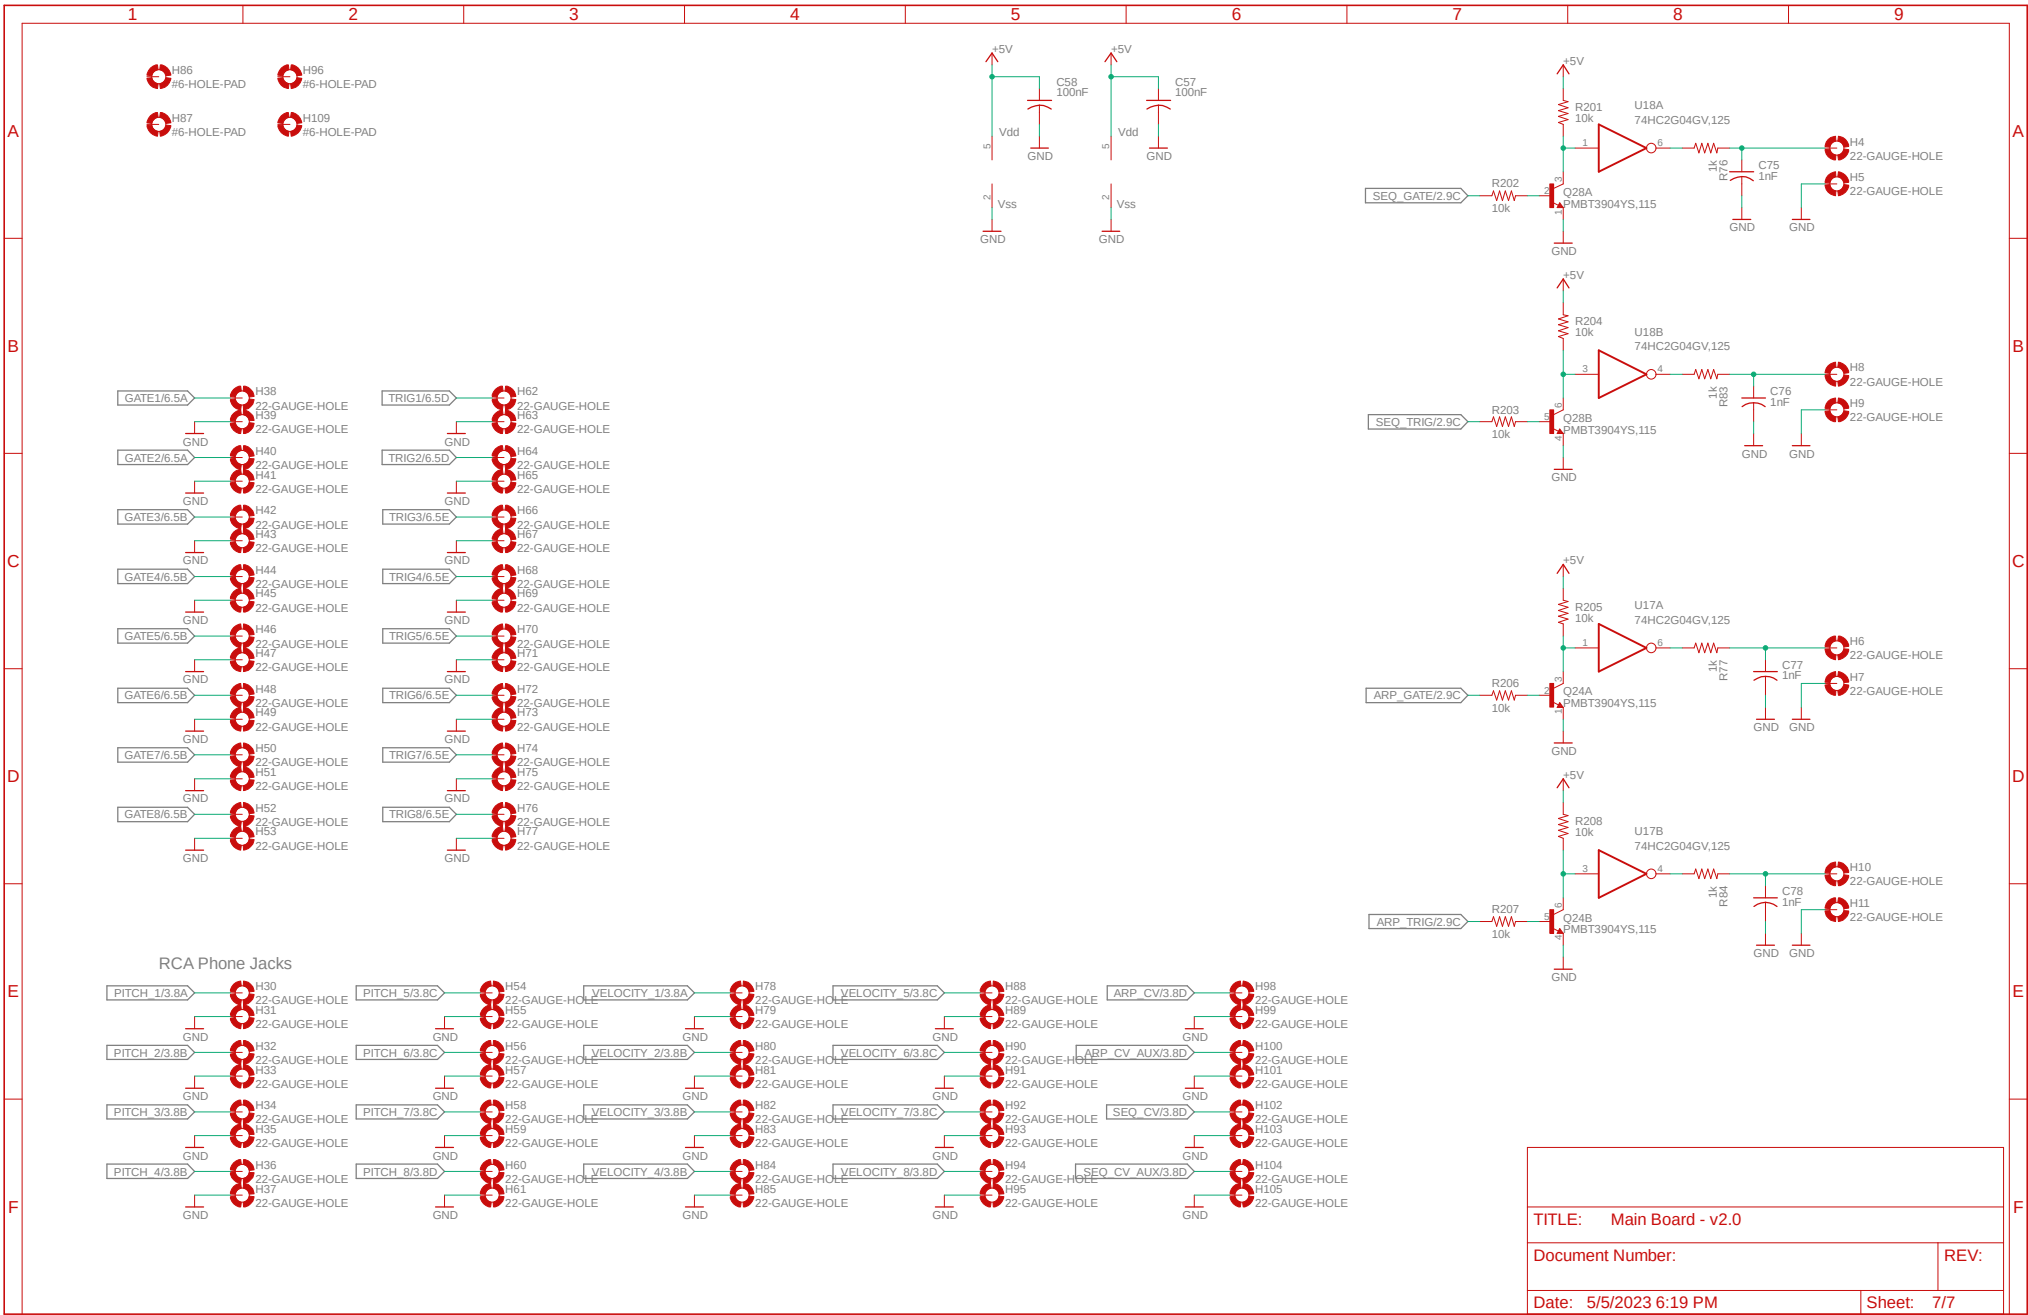 1 2 3 4 5 6 7 8 9
A B C D E F
A B C D E F
H86
#6-HOLE-PAD
H96
#6-HOLE-PAD
H87
#6-HOLE-PAD
H109
#6-HOLE-PAD
+5V
C58
100nF
Vdd
5
GND
2
Vss
GND
+5V
C57
100nF
Vdd
5
GND
2
Vss
GND
+5V
R201
10k
U18A
74HC2G04GV,125
1
6
1k
R76
C75
1nF
GND
H4
22-GAUGE-HOLE
H5
22-GAUGE-HOLE
GND
SEQ_GATE/2.9C
R202
10k
2
3
1
Q28A
PMBT3904YS,115
GND
+5V
R204
10k
U18B
74HC2G04GV,125
3
4
1k
R83
C76
1nF
GND
H8
22-GAUGE-HOLE
H9
22-GAUGE-HOLE
GND
SEQ_TRIG/2.9C
R203
10k
5
6
4
Q28B
PMBT3904YS,115
GND
+5V
R205
10k
U17A
74HC2G04GV,125
1
6
1k
R77
C77
1nF
GND
H6
22-GAUGE-HOLE
H7
22-GAUGE-HOLE
GND
ARP_GATE/2.9C
R206
10k
2
3
1
Q24A
PMBT3904YS,115
GND
+5V
R208
10k
U17B
74HC2G04GV,125
3
4
1k
R84
C78
1nF
GND
H10
22-GAUGE-HOLE
H11
22-GAUGE-HOLE
GND
ARP_TRIG/2.9C
R207
10k
5
6
4
Q24B
PMBT3904YS,115
GND
GATE1/6.5A
H38
22-GAUGE-HOLE
H39
22-GAUGE-HOLE
GND
GATE2/6.5A
H40
22-GAUGE-HOLE
H41
22-GAUGE-HOLE
GND
GATE3/6.5B
H42
22-GAUGE-HOLE
H43
22-GAUGE-HOLE
GND
GATE4/6.5B
H44
22-GAUGE-HOLE
H45
22-GAUGE-HOLE
GND
GATE5/6.5B
H46
22-GAUGE-HOLE
H47
22-GAUGE-HOLE
GND
GATE6/6.5B
H48
22-GAUGE-HOLE
H49
22-GAUGE-HOLE
GND
GATE7/6.5B
H50
22-GAUGE-HOLE
H51
22-GAUGE-HOLE
GND
GATE8/6.5B
H52
22-GAUGE-HOLE
H53
22-GAUGE-HOLE
GND
TRIG1/6.5D
H62
22-GAUGE-HOLE
H63
22-GAUGE-HOLE
GND
TRIG2/6.5D
H64
22-GAUGE-HOLE
H65
22-GAUGE-HOLE
GND
TRIG3/6.5E
H66
22-GAUGE-HOLE
H67
22-GAUGE-HOLE
GND
TRIG4/6.5E
H68
22-GAUGE-HOLE
H69
22-GAUGE-HOLE
GND
TRIG5/6.5E
H70
22-GAUGE-HOLE
H71
22-GAUGE-HOLE
GND
TRIG6/6.5E
H72
22-GAUGE-HOLE
H73
22-GAUGE-HOLE
GND
TRIG7/6.5E
H74
22-GAUGE-HOLE
H75
22-GAUGE-HOLE
GND
TRIG8/6.5E
H76
22-GAUGE-HOLE
H77
22-GAUGE-HOLE
GND
RCA Phone Jacks
PITCH_1/3.8A
H30
22-GAUGE-HOLE
H31
22-GAUGE-HOLE
GND
PITCH_2/3.8B
H32
22-GAUGE-HOLE
H33
22-GAUGE-HOLE
GND
PITCH_3/3.8B
H34
22-GAUGE-HOLE
H35
22-GAUGE-HOLE
GND
PITCH_4/3.8B
H36
22-GAUGE-HOLE
H37
22-GAUGE-HOLE
GND
PITCH_5/3.8C
H54
22-GAUGE-HOLE
H55
22-GAUGE-HOLE
GND
PITCH_6/3.8C
H56
22-GAUGE-HOLE
H57
22-GAUGE-HOLE
GND
PITCH_7/3.8C
H58
22-GAUGE-HOLE
H59
22-GAUGE-HOLE
GND
PITCH_8/3.8D
H60
22-GAUGE-HOLE
H61
22-GAUGE-HOLE
GND
VELOCITY_1/3.8A
H78
22-GAUGE-HOLE
H79
22-GAUGE-HOLE
GND
VELOCITY_2/3.8B
H80
22-GAUGE-HOLE
H81
22-GAUGE-HOLE
GND
VELOCITY_3/3.8B
H82
22-GAUGE-HOLE
H83
22-GAUGE-HOLE
GND
VELOCITY_4/3.8B
H84
22-GAUGE-HOLE
H85
22-GAUGE-HOLE
GND
VELOCITY_5/3.8C
H88
22-GAUGE-HOLE
H89
22-GAUGE-HOLE
GND
VELOCITY_6/3.8C
H90
22-GAUGE-HOLE
H91
22-GAUGE-HOLE
GND
VELOCITY_7/3.8C
H92
22-GAUGE-HOLE
H93
22-GAUGE-HOLE
GND
VELOCITY_8/3.8D
H94
22-GAUGE-HOLE
H95
22-GAUGE-HOLE
GND
ARP_CV/3.8D
H98
22-GAUGE-HOLE
H99
22-GAUGE-HOLE
GND
ARP_CV_AUX/3.8D
H100
22-GAUGE-HOLE
H101
22-GAUGE-HOLE
GND
SEQ_CV/3.8D
H102
22-GAUGE-HOLE
H103
22-GAUGE-HOLE
GND
SEQ_CV_AUX/3.8D
H104
22-GAUGE-HOLE
H105
22-GAUGE-HOLE
GND
TITLE: Main Board - v2.0
Document Number:
REV:
Date: 5/5/2023 6:19 PM
Sheet: 7/7